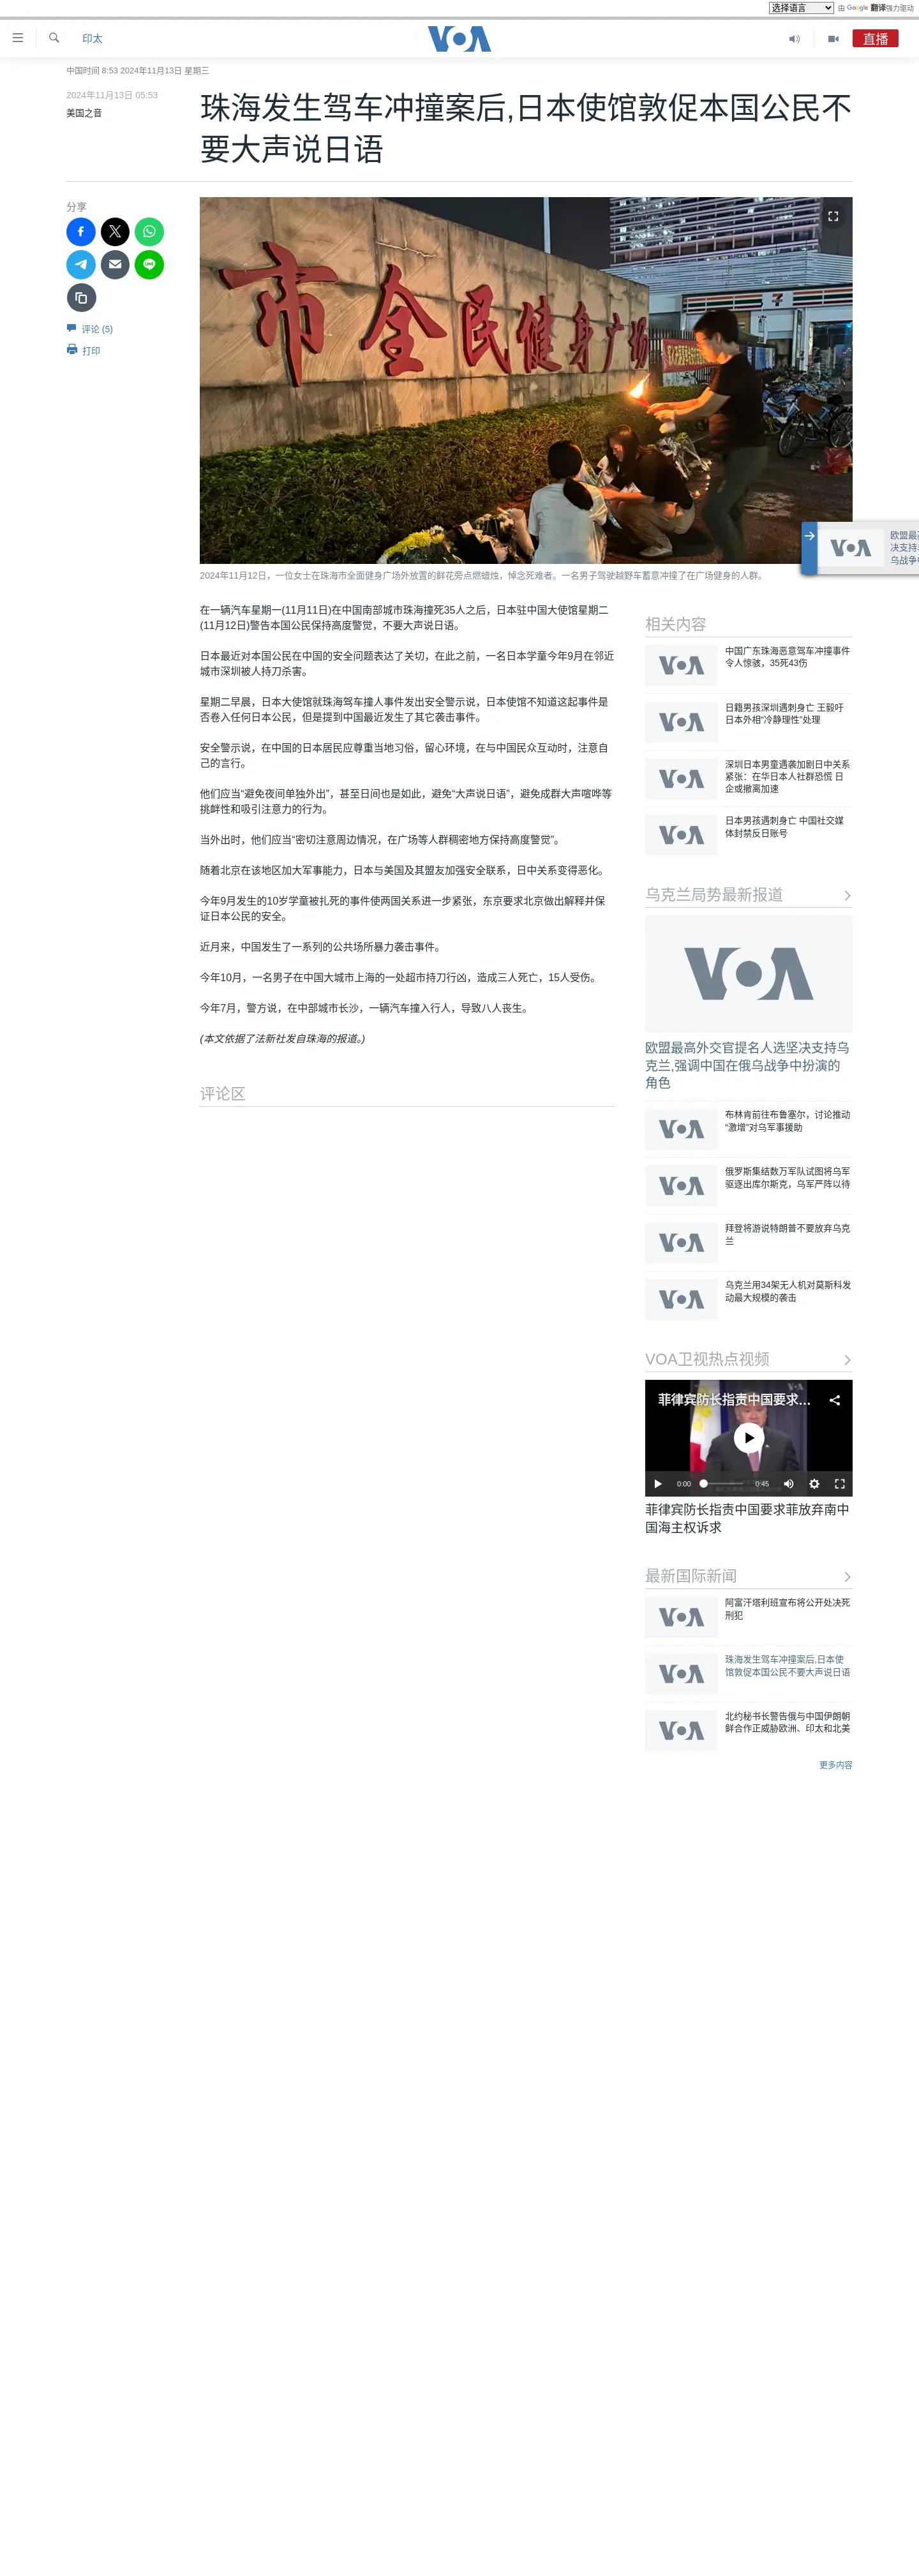 选择语言 由 Google 翻译强力驱动
印太
VOA
直播
中国时间 8:53 2024年11月13日 星期三
2024年11月13日 05:53
美国之音
珠海发生驾车冲撞案后,日本使馆敦促本国公民不
要大声说日语
分享
LINE
评论 (5)
打印
市全民健身广场
7
2024年11月12日，一位女士在珠海市全面健身广场外放置的鲜花旁点燃蜡烛，悼念死难者。一名男子驾驶越野车蓄意冲撞了在广场健身的人群。
VOA
欧盟最
决支持
乌战争
在一辆汽车星期一(11月11日)在中国南部城市珠海撞死35人之后，日本驻中国大使馆星期二
(11月12日)警告本国公民保持高度警觉，不要大声说日语。
日本最近对本国公民在中国的安全问题表达了关切，在此之前，一名日本学童今年9月在邻近
城市深圳被人持刀杀害。
星期二早晨，日本大使馆就珠海驾车撞人事件发出安全警示说，日本使馆不知道这起事件是
否卷入任何日本公民，但是提到中国最近发生了其它袭击事件。
安全警示说，在中国的日本居民应尊重当地习俗，留心环境，在与中国民众互动时，注意自
己的言行。
他们应当“避免夜间单独外出”，甚至日间也是如此，避免“大声说日语”，避免成群大声喧哗等
挑衅性和吸引注意力的行为。
当外出时，他们应当“密切注意周边情况，在广场等人群稠密地方保持高度警觉”。
随着北京在该地区加大军事能力，日本与美国及其盟友加强安全联系，日中关系变得恶化。
今年9月发生的10岁学童被扎死的事件使两国关系进一步紧张，东京要求北京做出解释并保
证日本公民的安全。
近月来，中国发生了一系列的公共场所暴力袭击事件。
今年10月，一名男子在中国大城市上海的一处超市持刀行凶，造成三人死亡，15人受伤。
今年7月，警方说，在中部城市长沙，一辆汽车撞入行人，导致八人丧生。
(本文依据了法新社发自珠海的报道。)
评论区
相关内容
VOA
中国广东珠海恶意驾车冲撞事件
令人惊骇，35死43伤
VOA
日籍男孩深圳遇刺身亡 王毅吁
日本外相“冷静理性”处理
VOA
深圳日本男童遇袭加剧日中关系
紧张：在华日本人社群恐慌 日
企或撤离加速
VOA
日本男孩遇刺身亡 中国社交媒
体封禁反日账号
乌克兰局势最新报道
VOA
欧盟最高外交官提名人选坚决支持乌
克兰,强调中国在俄乌战争中扮演的
角色
VOA
布林肯前往布鲁塞尔，讨论推动
“激增”对乌军事援助
VOA
俄罗斯集结数万军队试图将乌军
驱逐出库尔斯克，乌军严阵以待
VOA
拜登将游说特朗普不要放弃乌克
兰
VOA
乌克兰用34架无人机对莫斯科发
动最大规模的袭击
VOA卫视热点视频
VOA
菲律宾防长指责中国要求...
0:00 0:45
菲律宾防长指责中国要求菲放弃南中
国海主权诉求
最新国际新闻
VOA
阿富汗塔利班宣布将公开处决死
刑犯
VOA
珠海发生驾车冲撞案后,日本使
馆敦促本国公民不要大声说日语
VOA
北约秘书长警告俄与中国伊朗朝
鲜合作正威胁欧洲、印太和北美
更多内容